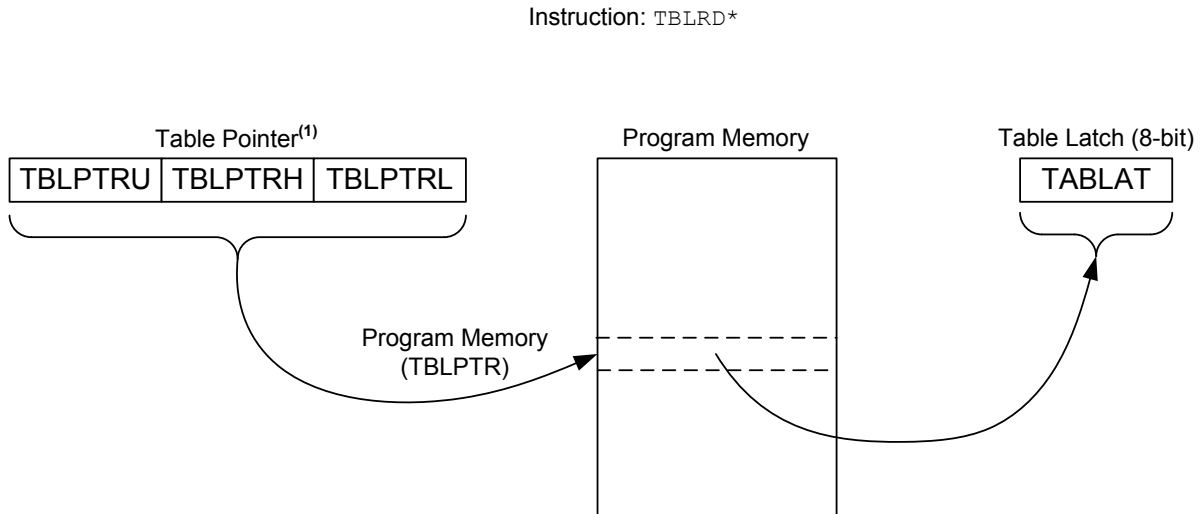 Instruction: TBLRD*
Table Pointer(1)
Program Memory
Table Latch (8-bit)
TBLPTRU TBLPTRH TBLPTRL
TABLAT
Program Memory
(TBLPTR)